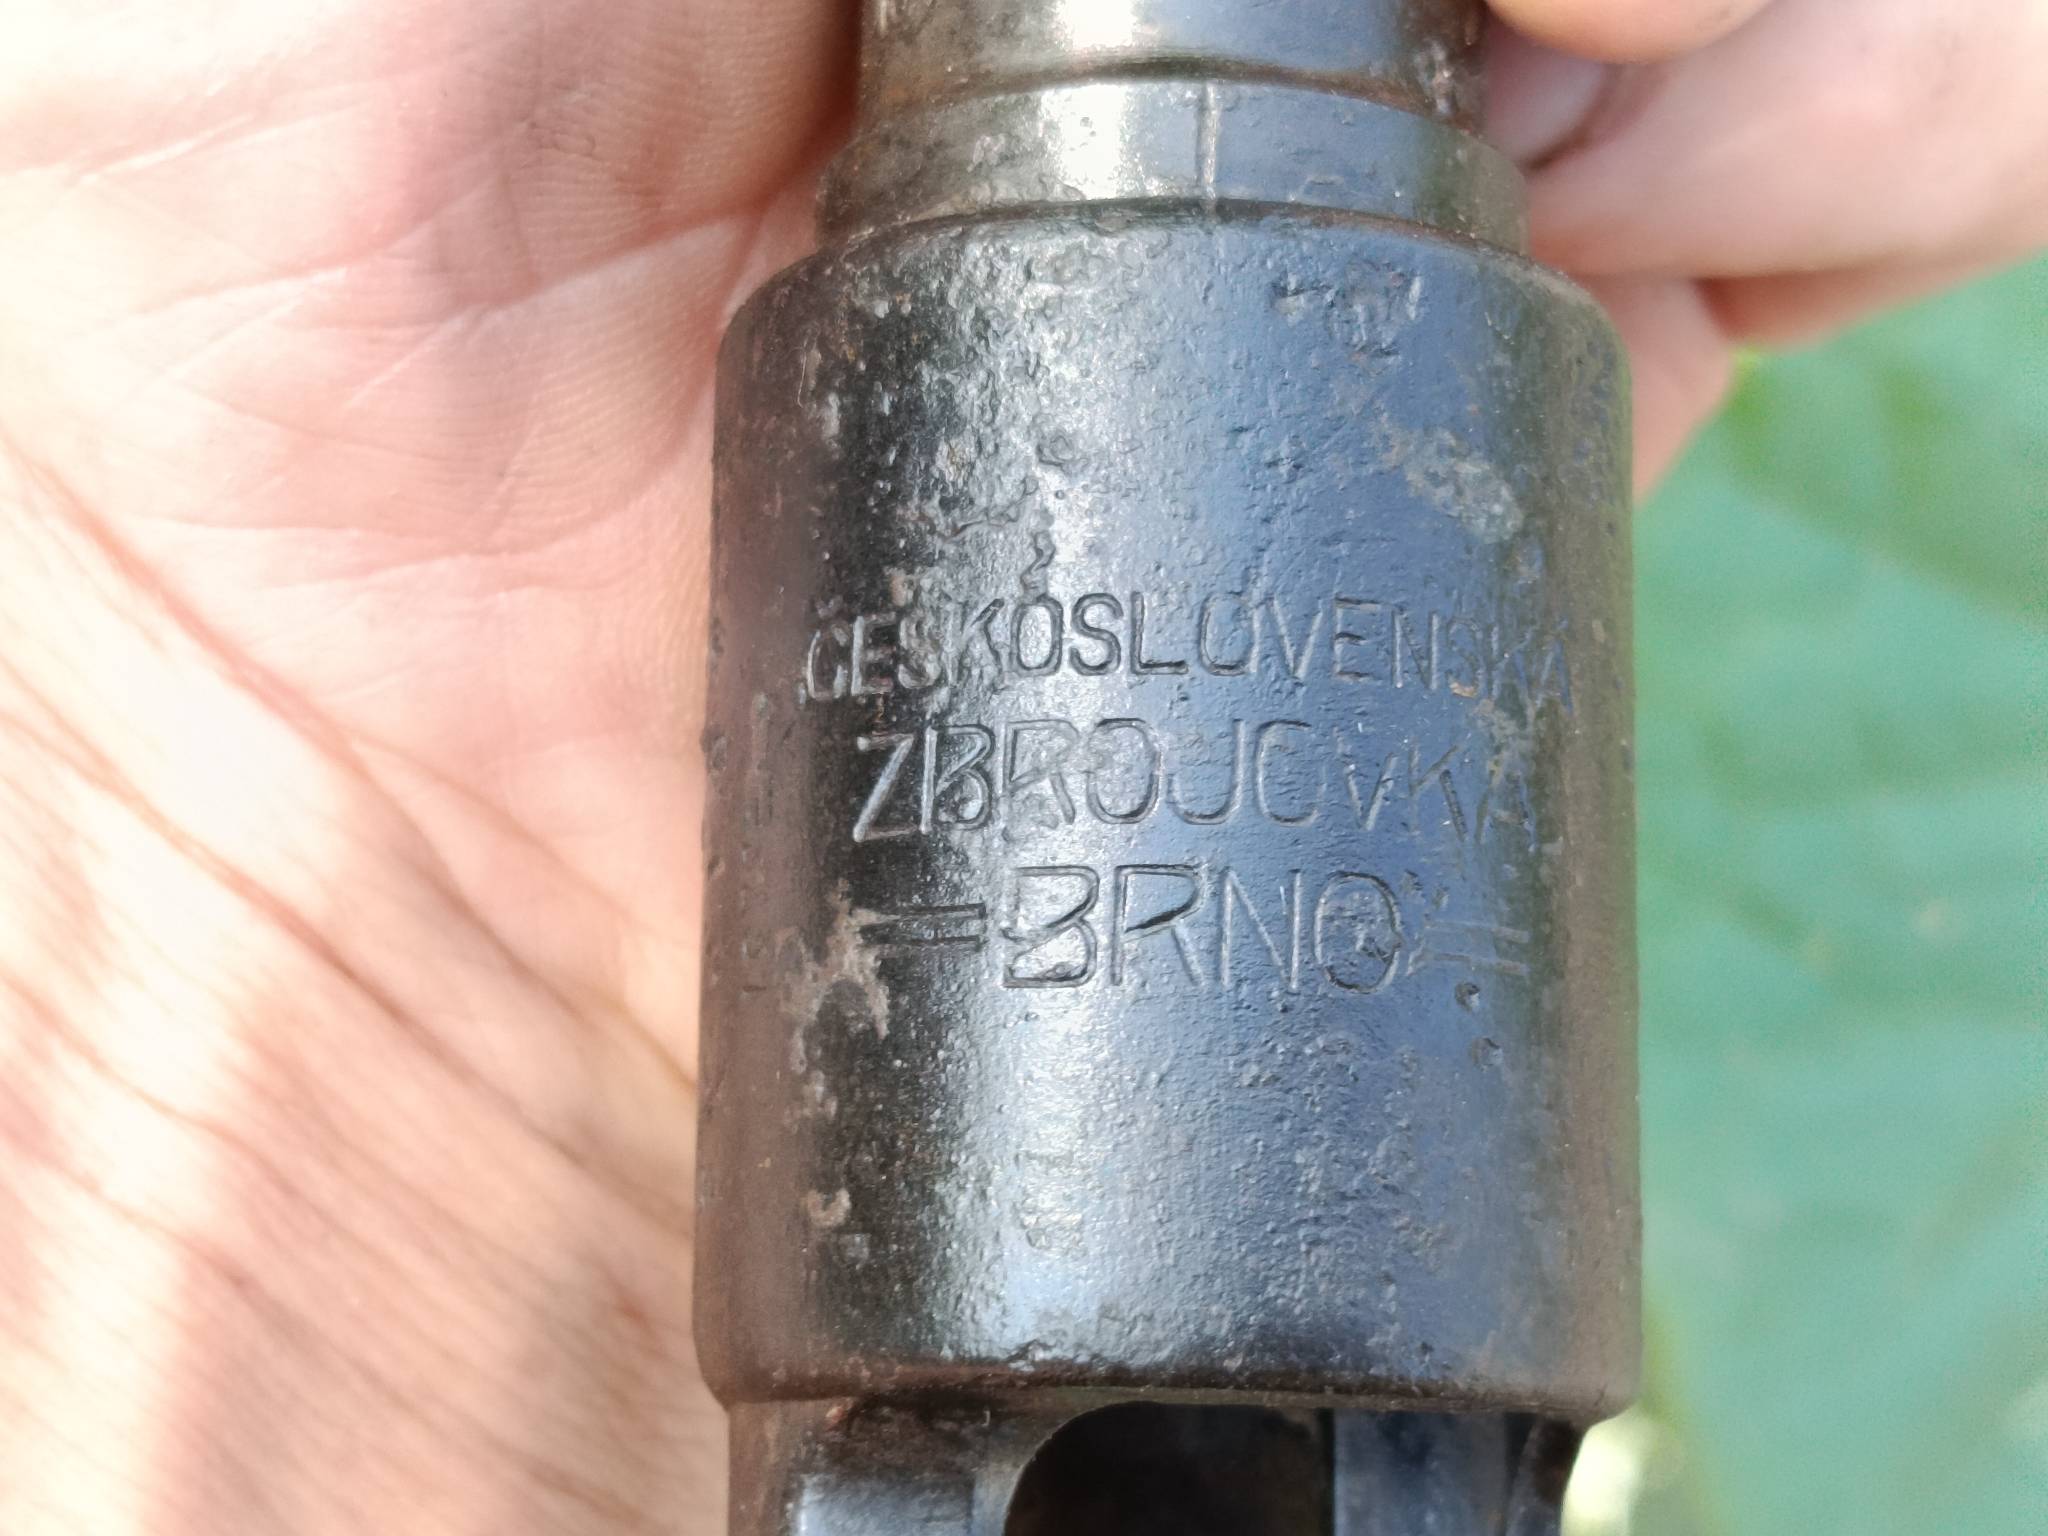 ČESKOSLOVENSKÁ
ZBROJOVKA
=BRNO=